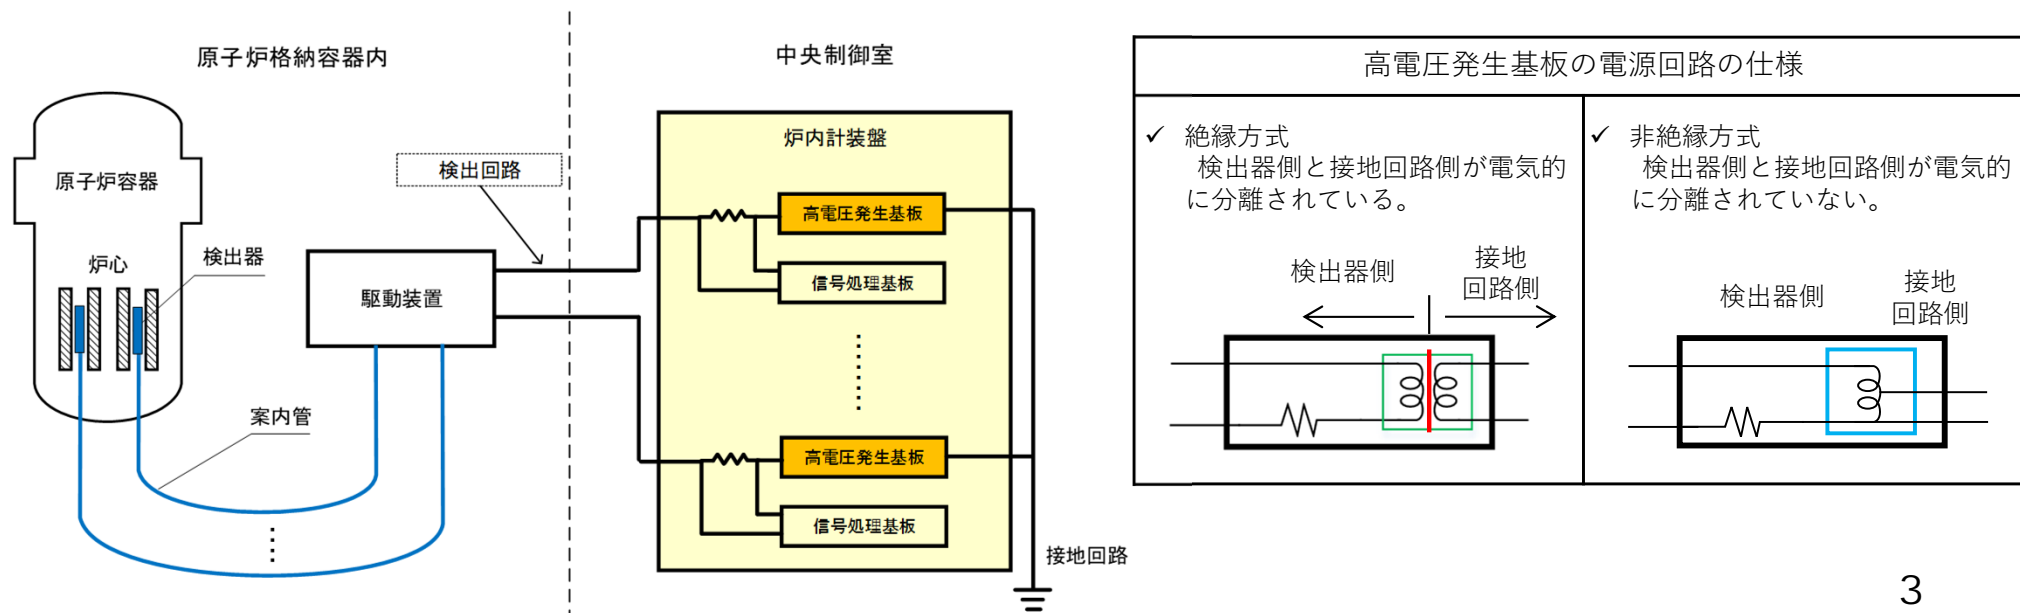 原子炉格納容器内
中央制御室
原子炉容器
炉心
検出器
案内管
駆動装置
検出回路
炉内計装盤
高電圧発生基板
信号処理基板
高電圧発生基板
信号処理基板
接地回路
高電圧発生基板の電源回路の仕様
✓ 絶縁方式
検出器側と接地回路側が電気的
に分離されている。
検出器側
接地
回路側
✓ 非絶縁方式
検出器側と接地回路側が電気的
に分離されていない。
検出器側
接地
回路側
3